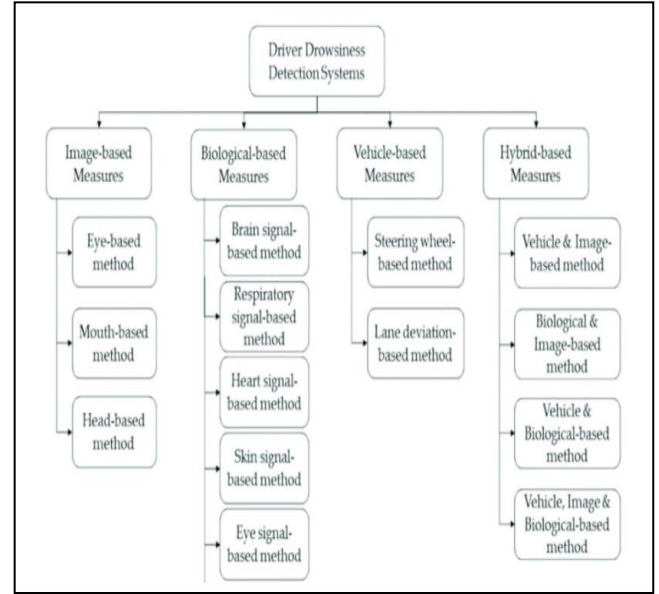 Driver Drowsiness
Detection Systems
Image-based
Measures
Eye-based
method
Mouth-based
method
Head-based
method
Biological-based
Measures
Brain signal-
based method
Respiratory
signal-based
method
Heart signal-
based method
Skin signal-
based method
Eye signal-
based method
Vehicle-based
Measures
Steering wheel-
based method
Lane deviation-
based method
Hybrid-based
Measures
Vehicle & Image-
based method
Biological &
Image-based
method
Vehicle &
Biological-based
method
Vehicle, Image &
Biological-based
method